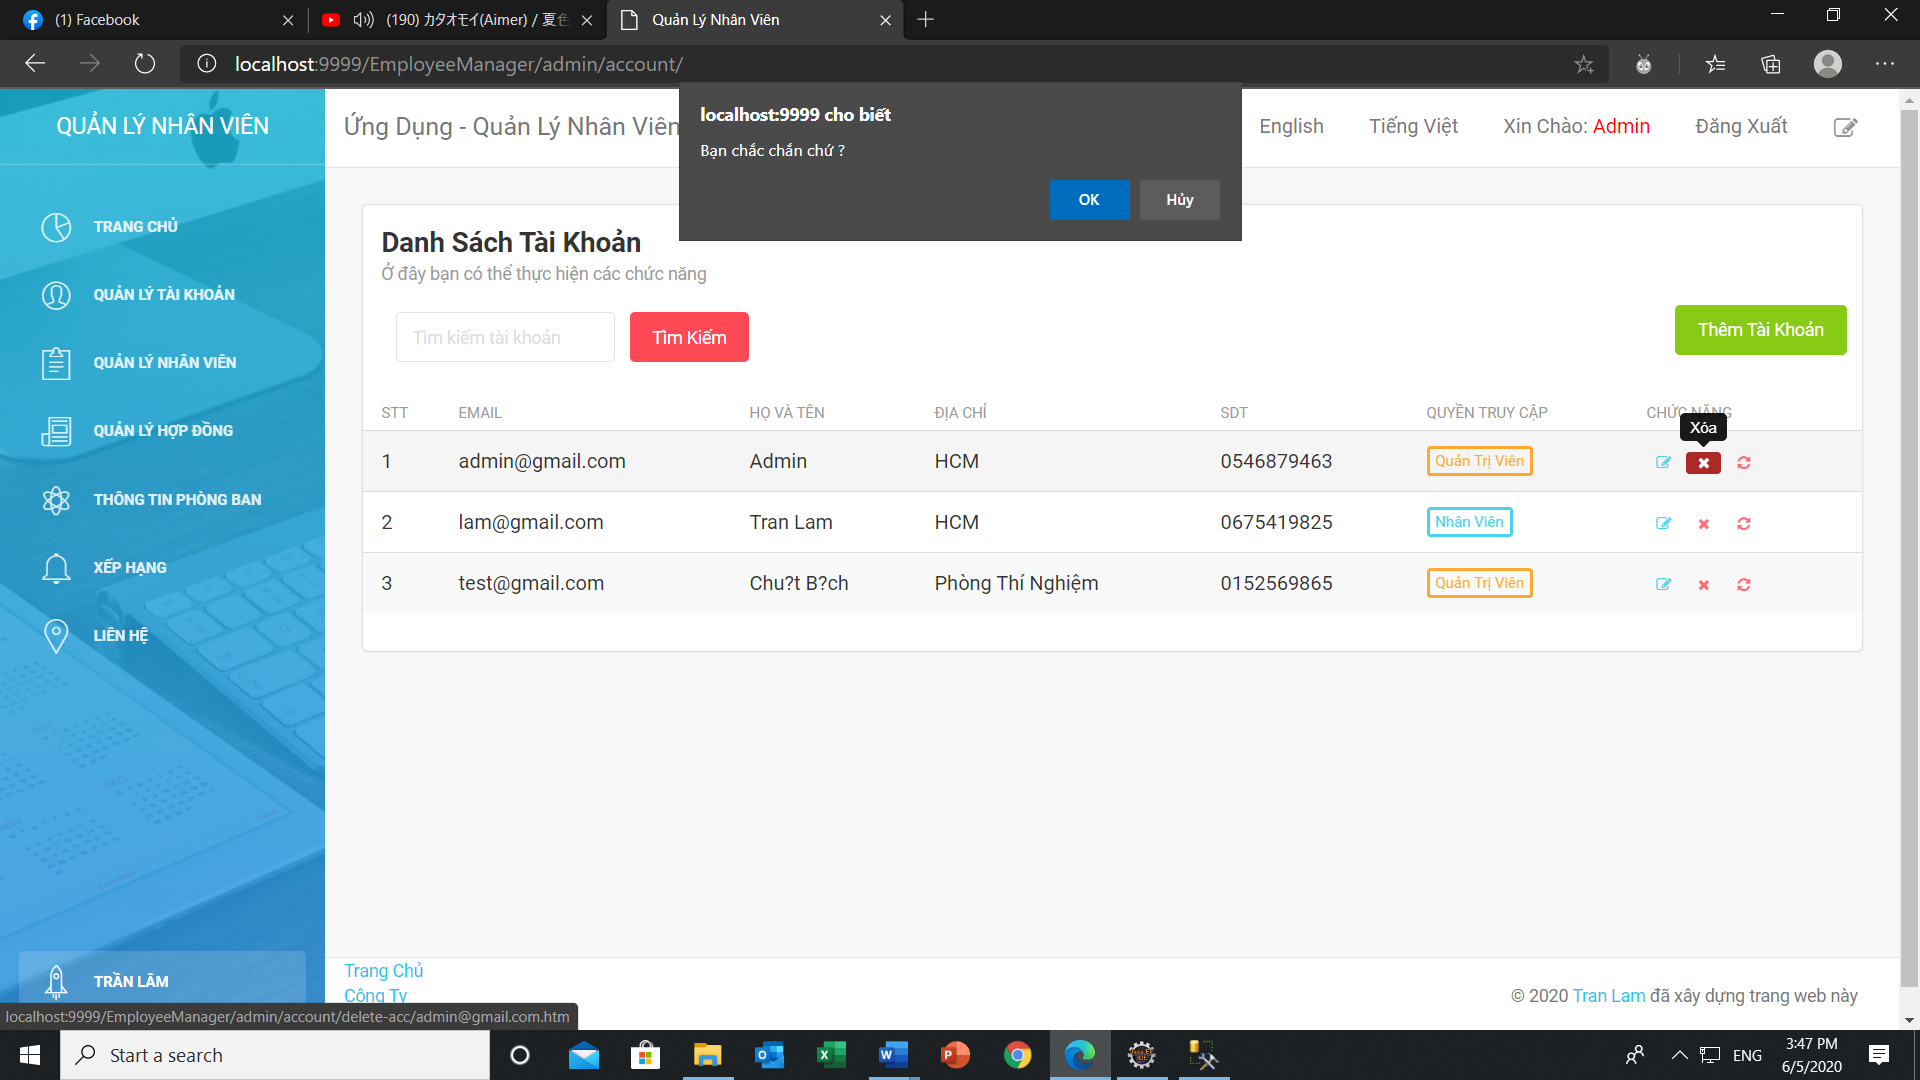 (1) Facebook
(190) カタオモイ(Aimer) / 夏色
Quản Lý Nhân Viên
localhost:9999/EmployeeManager/admin/account/
localhost:9999 cho biết
Bạn chắc chắn chứ ?
OK
Hủy
QUẢN LÝ NHÂN VIÊN
Ứng Dụng - Quản Lý Nhân Viên
English
Tiếng Việt
Xin Chào: Admin
Đăng Xuất
TRANG CHỦ
QUẢN LÝ TÀI KHOẢN
QUẢN LÝ NHÂN VIÊN
QUẢN LÝ HỢP ĐỒNG
THÔNG TIN PHÒNG BAN
XẾP HẠNG
LIÊN HỆ
TRẦN LÂM
Danh Sách Tài Khoản
Ở đây bạn có thể thực hiện các chức năng
Tìm kiếm tài khoản
Tìm Kiếm
Thêm Tài Khoản
STT EMAIL HỌ VÀ TÊN ĐỊA CHỈ SDT QUYỀN TRUY CẬP CHỨC NĂNG
Xóa
1 admin@gmail.com Admin HCM 0546879463 Quản Trị Viên
2 lam@gmail.com Tran Lam HCM 0675419825 Nhân Viên
3 test@gmail.com Chu?t B?ch Phòng Thí Nghiệm 0152569865 Quản Trị Viên
Trang Chủ
Công Ty
© 2020 Tran Lam đã xây dựng trang web này
localhost:9999/EmployeeManager/admin/account/delete-acc/admin@gmail.com.htm
Start a search
ENG
3:47 PM
6/5/2020